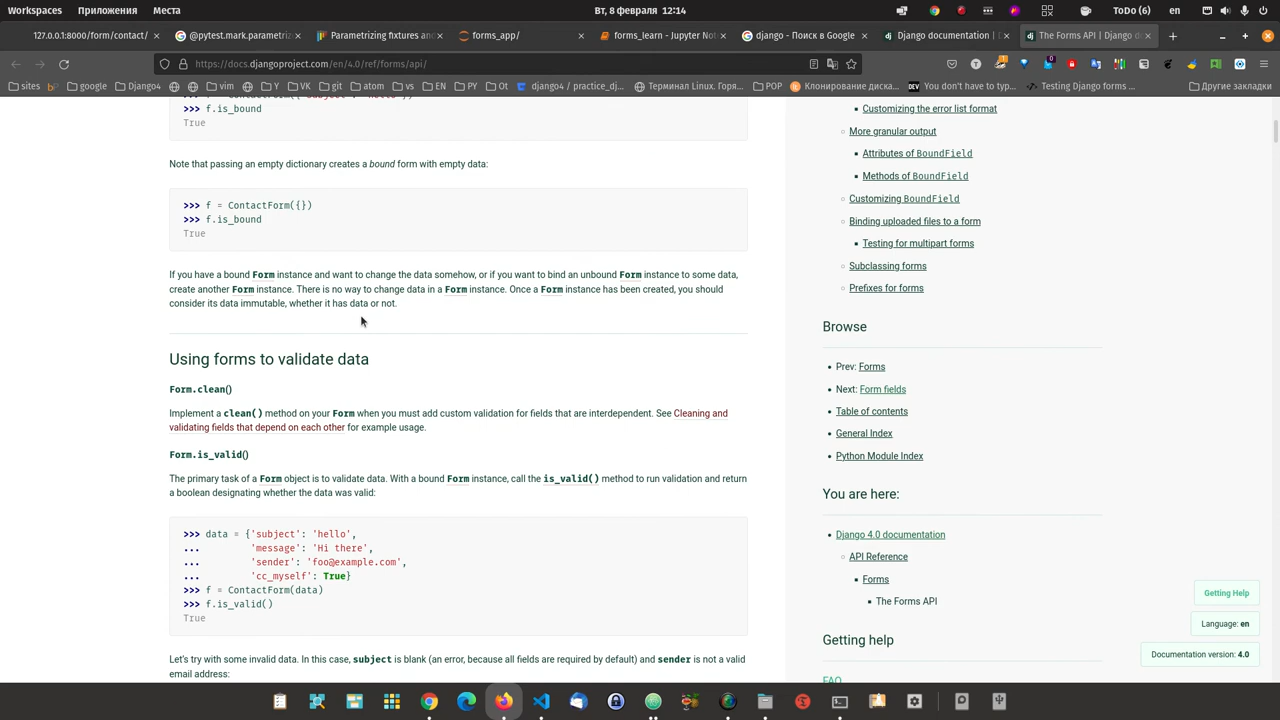 Workspaces Приложения Места Вт, 8 февраля 12:14 ToDo (6) en
127.0.0.1:8000/form/contact/ @pytest.mark.parametriz Parametrizing fixtures and forms_app/ forms_learn - Jupyter Not django - Поиск в Google Django documentation | D The Forms API | Django d
https://docs.djangoproject.com/en/4.0/ref/forms/api/
sites google Django4 vim git atom vs EN PY Ot django4 / practice_dj... Терминал Linux. Горя... POP Клонирование диска... You don't have to typ... Testing Django forms ... Другие закладки
f.is_bound
True
Note that passing an empty dictionary creates a bound form with empty data:
>>> f = ContactForm({})
>>> f.is_bound
True
If you have a bound Form instance and want to change the data somehow, or if you want to bind an unbound Form instance to some data,
create another Form instance. There is no way to change data in a Form instance. Once a Form instance has been created, you should
consider its data immutable, whether it has data or not.
Using forms to validate data
Form.clean()
Implement a clean() method on your Form when you must add custom validation for fields that are interdependent. See Cleaning and
validating fields that depend on each other for example usage.
Form.is_valid()
The primary task of a Form object is to validate data. With a bound Form instance, call the is_valid() method to run validation and return
a boolean designating whether the data was valid:
>>> data = {'subject': 'hello',
... 'message': 'Hi there',
... 'sender': 'foo@example.com',
... 'cc_myself': True}
>>> f = ContactForm(data)
>>> f.is_valid()
True
Let's try with some invalid data. In this case, subject is blank (an error, because all fields are required by default) and sender is not a valid
email address:
Customizing the error list format
More granular output
Attributes of BoundField
Methods of BoundField
Customizing BoundField
Binding uploaded files to a form
Testing for multipart forms
Subclassing forms
Prefixes for forms
Browse
Prev: Forms
Next: Form fields
Table of contents
General Index
Python Module Index
You are here:
Django 4.0 documentation
API Reference
Forms
The Forms API
Getting help
FAQ
Getting Help
Language: en
Documentation version: 4.0